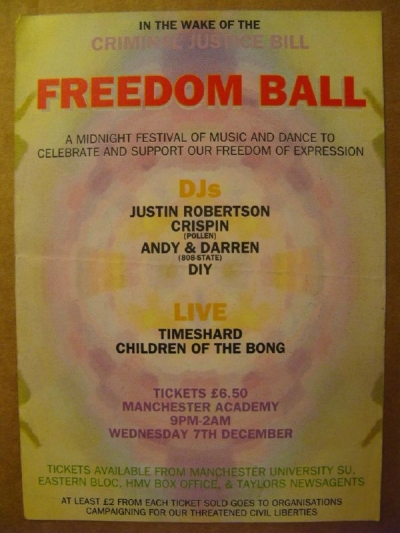 IN THE WAKE OF THE
CRIMINAL JUSTICE BILL
FREEDOM BALL
A MIDNIGHT FESTIVAL OF MUSIC AND DANCE TO
CELEBRATE AND SUPPORT OUR FREEDOM OF EXPRESSION
DJs
JUSTIN ROBERTSON
CRISPIN
(POLLEN)
ANDY & DARREN
(808-STATE)
DIY
LIVE
TIMESHARD
CHILDREN OF THE BONG
TICKETS £6.50
MANCHESTER ACADEMY
9PM-2AM
WEDNESDAY 7TH DECEMBER
TICKETS AVAILABLE FROM MANCHESTER UNIVERSITY SU,
EASTERN BLOC, HMV BOX OFFICE, & TAYLORS NEWSAGENTS
AT LEAST £2 FROM EACH TICKET SOLD GOES TO ORGANISATIONS
CAMPAIGNING FOR OUR THREATENED CIVIL LIBERTIES